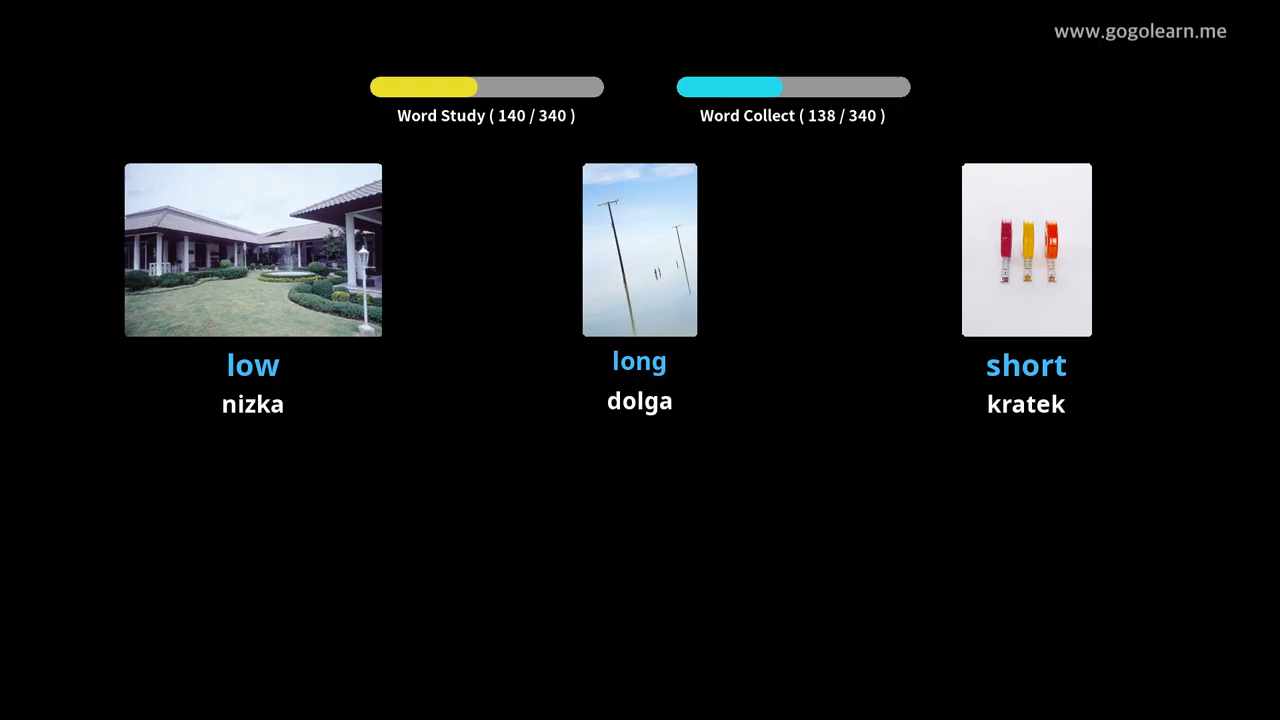 www.gogolearn.me
Word Study ( 140 / 340 )
Word Collect ( 138 / 340 )
low
nizka
long
dolga
short
kratek